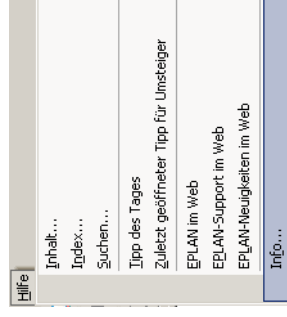 Hilfe
Inhalt...
Index...
Suchen...
Tipp des Tages
Zuletzt geöffneter Tipp für Umsteiger
EPLAN im Web
EPLAN-Support im Web
EPLAN-Neuigkeiten im Web
Info...